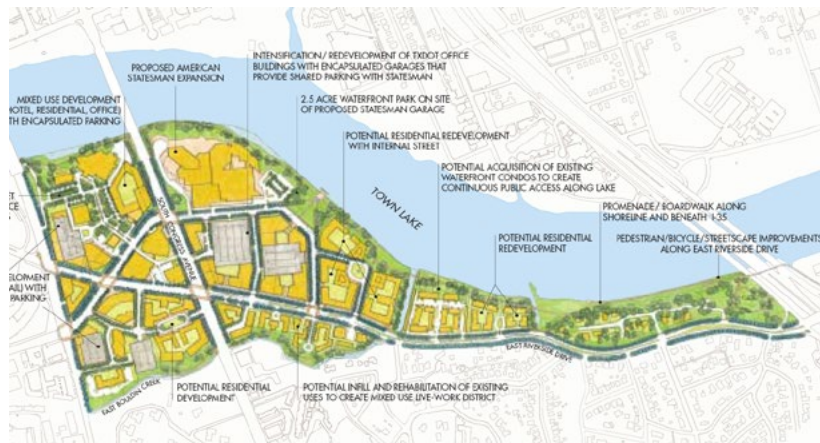 PROPOSED AMERICAN
STATESMAN EXPANSION
INTENSIFICATION/ REDEVELOPMENT OF TXDOT OFFICE
BUILDINGS WITH ENCAPSULATED GARAGES THAT
PROVIDE SHARED PARKING WITH STATESMAN
MIXED USE DEVELOPMENT
HOTEL, RESIDENTIAL, OFFICE)
TH ENCAPSULATED PARKING
2.5 ACRE WATERFRONT PARK ON SITE
OF PROPOSED STATESMAN GARAGE
POTENTIAL RESIDENTIAL REDEVELOPMENT
WITH INTERNAL STREET
POTENTIAL ACQUISITION OF EXISTING
WATERFRONT CONDOS TO CREATE
CONTINUOUS PUBLIC ACCESS ALONG LAKE
TOWN LAKE
PROMENADE/ BOARDWALK ALONG
SHORELINE AND BENEATH I-35
SOUTH CONGRESS AVENUE
POTENTIAL RESIDENTIAL
REDEVELOPMENT
PEDESTRIAN/BICYCLE/STREETSCAPE IMPROVEMENTS
ALONG EAST RIVERSIDE DRIVE
ELOPMENT
AIL) WITH
PARKING
EAST RIVERSIDE DRIVE
EAST BOULDIN CREEK
POTENTIAL RESIDENTIAL
DEVELOPMENT
POTENTIAL INFILL AND REHABILITATION OF EXISTING
USES TO CREATE MIXED USE LIVE-WORK DISTRICT